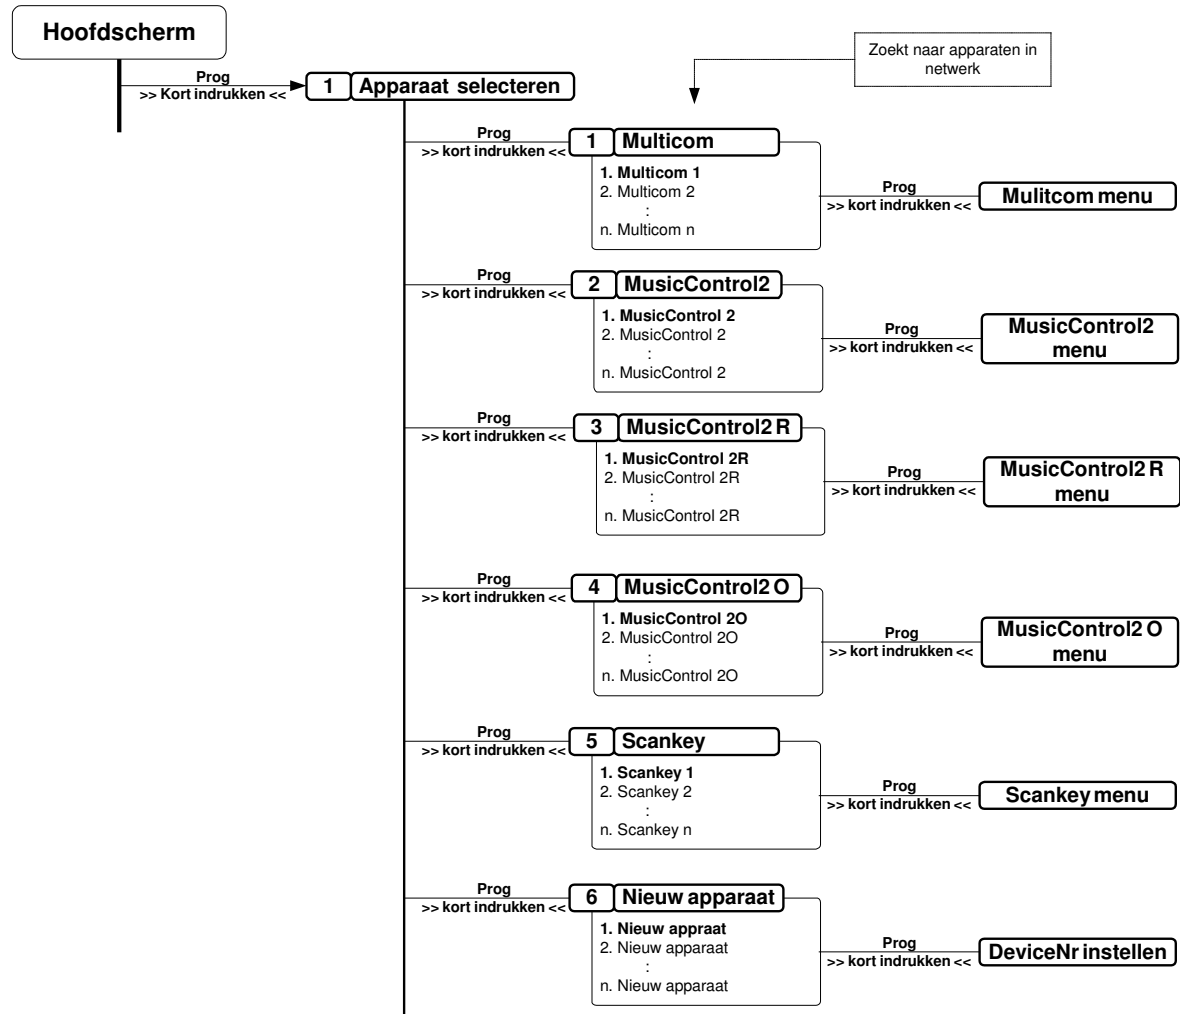 Hoofdscherm
Zoekt naar apparaten in
netwerk
Prog
>> Kort indrukken <<
1 Apparaat selecteren
Prog
>> kort indrukken <<
1 Multicom
1. Multicom 1
2. Multicom 2
:
n. Multicom n
Prog
>> kort indrukken <<
Mulitcom menu
Prog
>> kort indrukken <<
2 MusicControl2
1. MusicControl 2
2. MusicControl 2
:
n. MusicControl 2
Prog
>> kort indrukken <<
MusicControl2
menu
Prog
>> kort indrukken <<
3 MusicControl2 R
1. MusicControl 2R
2. MusicControl 2R
:
n. MusicControl 2R
Prog
>> kort indrukken <<
MusicControl2 R
menu
Prog
>> kort indrukken <<
4 MusicControl2 O
1. MusicControl 2O
2. MusicControl 2O
:
n. MusicControl 2O
Prog
>> kort indrukken <<
MusicControl2 O
menu
Prog
>> kort indrukken <<
5 Scankey
1. Scankey 1
2. Scankey 2
:
n. Scankey n
Prog
>> kort indrukken <<
Scankey menu
Prog
>> kort indrukken <<
6 Nieuw apparaat
1. Nieuw appraat
2. Nieuw apparaat
:
n. Nieuw apparaat
Prog
>> kort indrukken <<
DeviceNr instellen